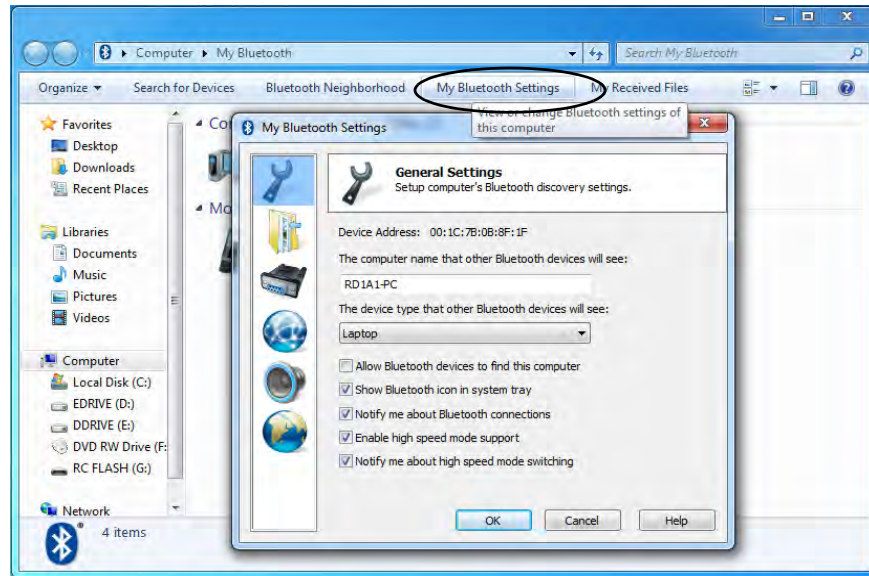 Computer ▸ My Bluetooth
Search My Bluetooth
Organize ▾ Search for Devices Bluetooth Neighborhood My Bluetooth Settings My Received Files
View or change Bluetooth settings of
this computer
Favorites
Desktop
Downloads
Recent Places
Libraries
Documents
Music
Pictures
Videos
Computer
Local Disk (C:)
EDRIVE (D:)
DDRIVE (E:)
DVD RW Drive (F:
RC FLASH (G:)
Network
4 items
Co
Mo
My Bluetooth Settings
General Settings
Setup computer's Bluetooth discovery settings.
Device Address: 00:1C:7B:0B:8F:1F
The computer name that other Bluetooth devices will see:
RD1A1-PC
The device type that other Bluetooth devices will see:
Laptop
Allow Bluetooth devices to find this computer
Show Bluetooth icon in system tray
Notify me about Bluetooth connections
Enable high speed mode support
Notify me about high speed mode switching
OK Cancel Help